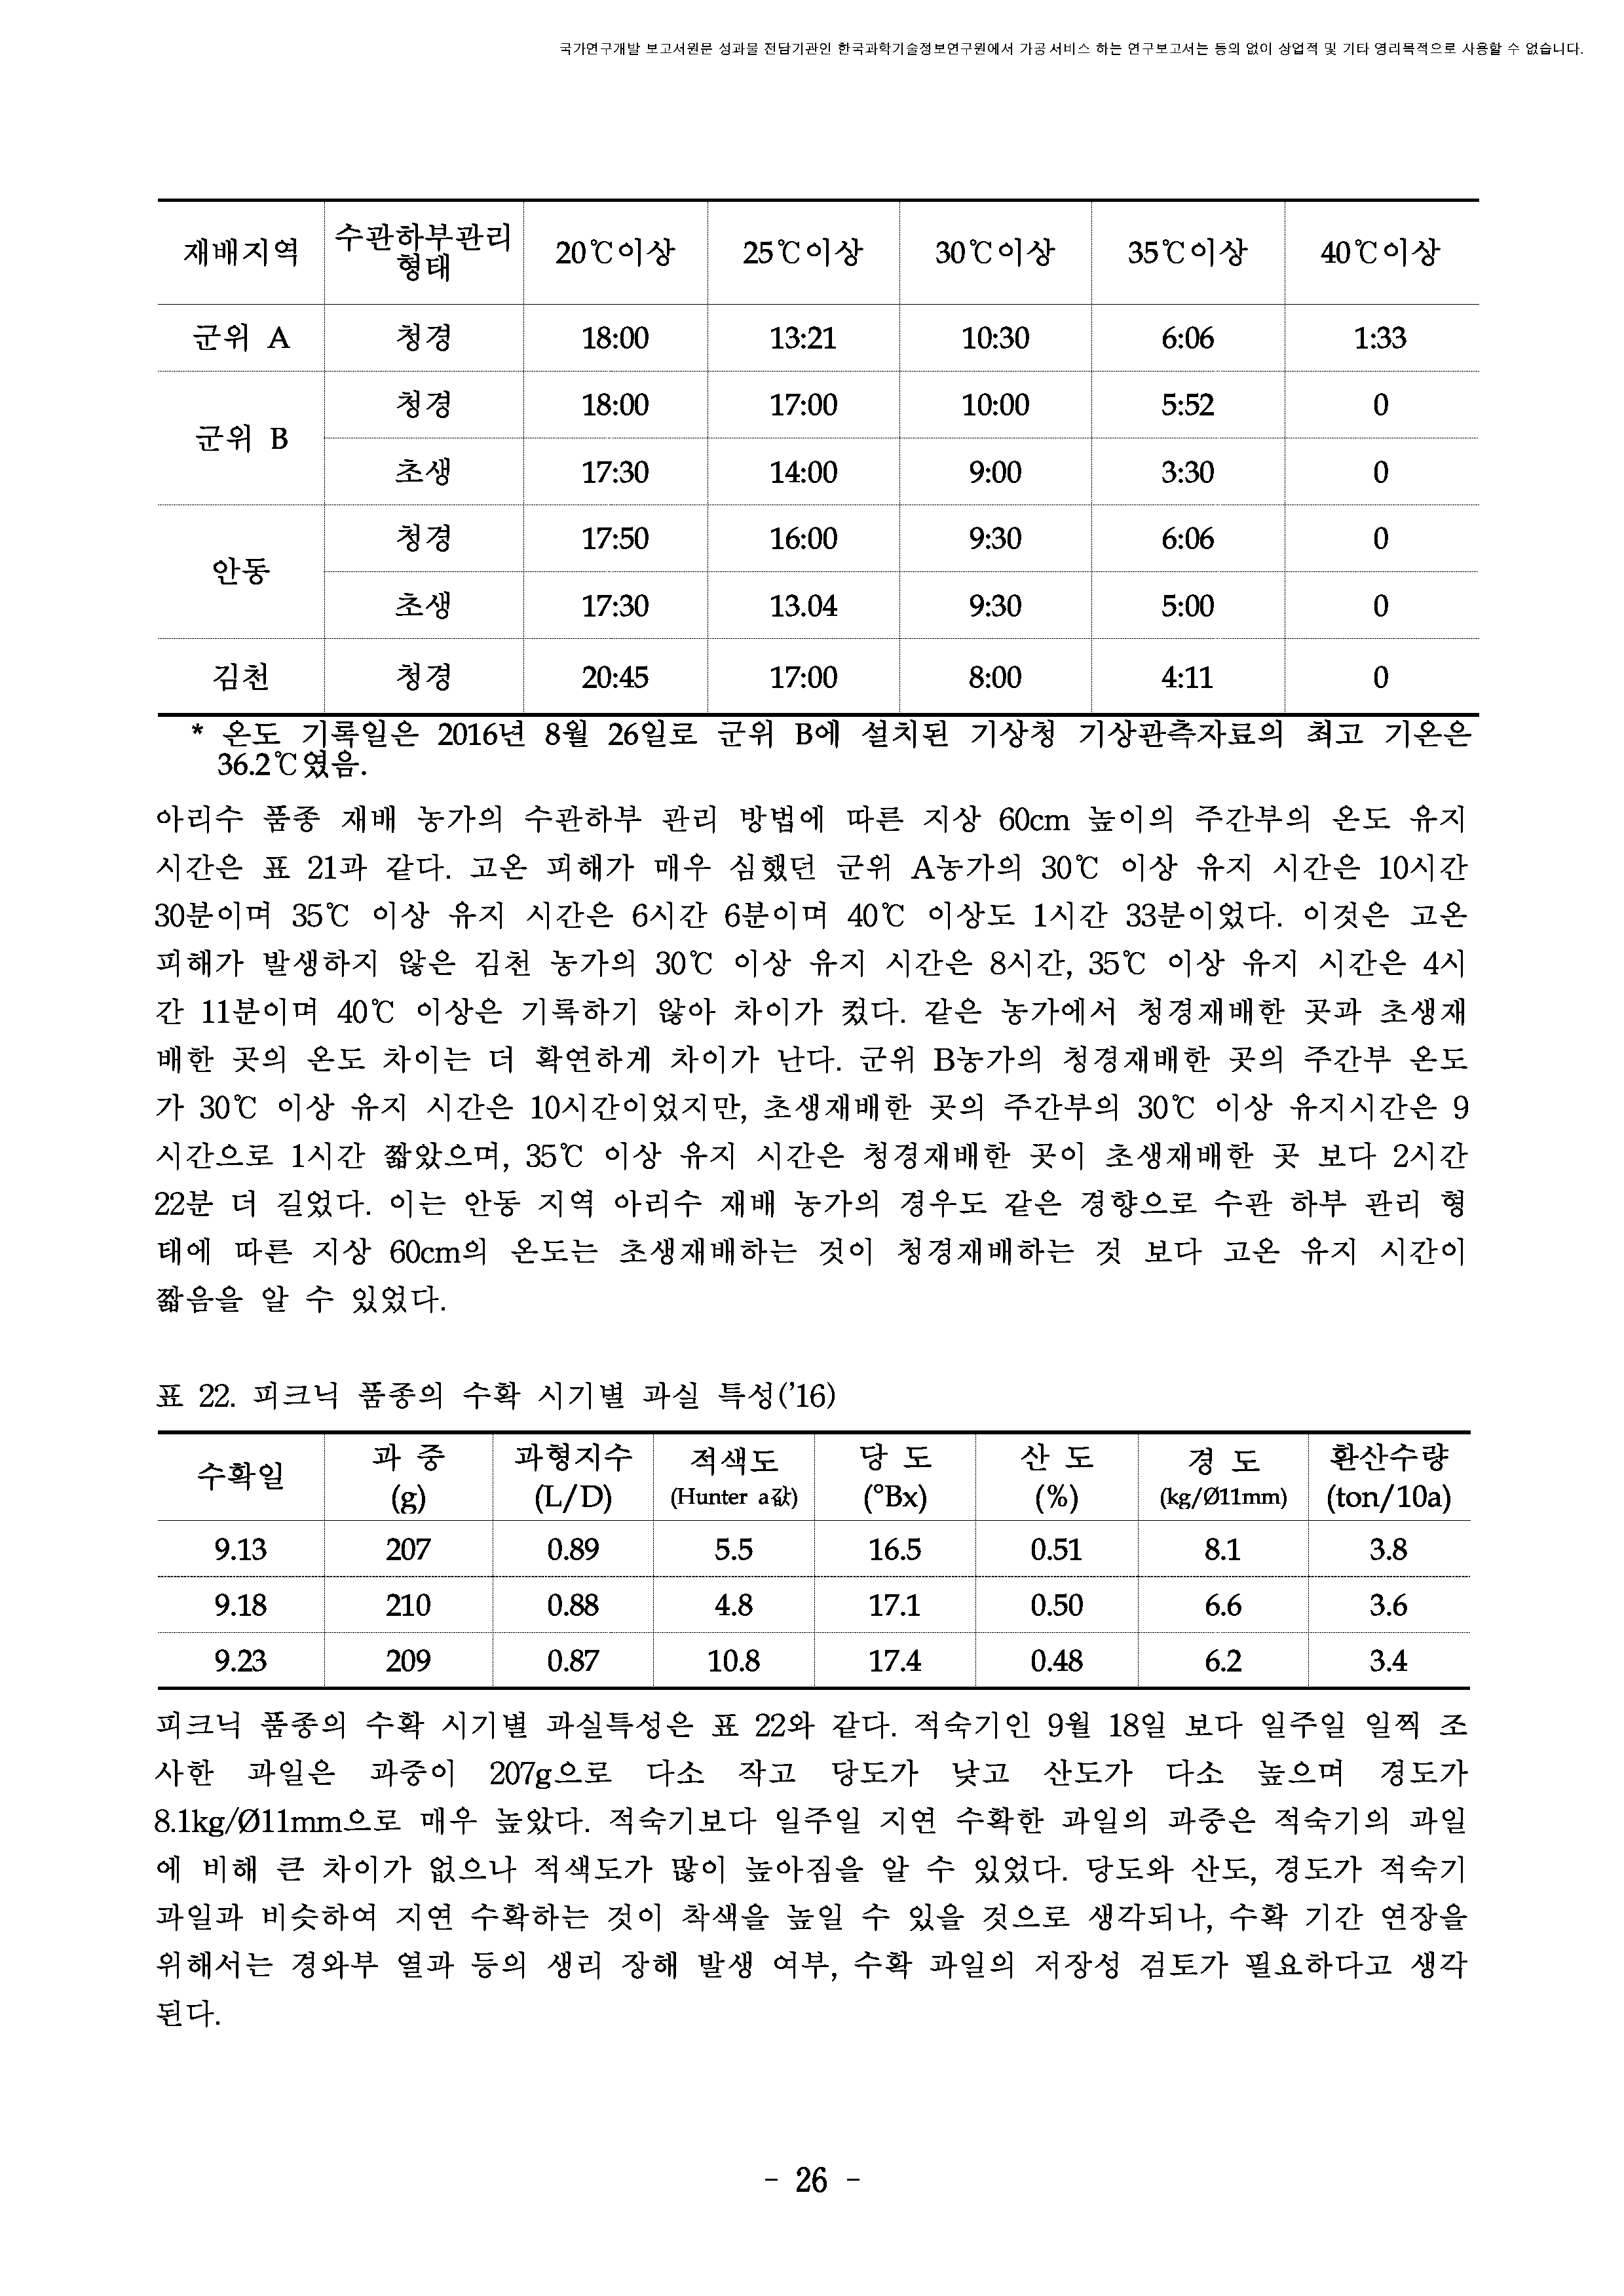 국가연구개발 보고서원문 성과물 전담기관인 한국과학기술정보연구원에서 가공·서비스 하는 연구보고서는 동의 없이 상업적 및 기타 영리목적으로 사용할 수 없습니다.
재배지역 수관하부관리 형태 20℃이상 25℃이상 30℃이상 35℃이상 40℃이상
군위 A 청경 18:00 13:21 10:30 6:06 1:33
군위 B 청경 18:00 17:00 10:00 5:52 0
초생 17:30 14:00 9:00 3:30 0
안동 청경 17:50 16:00 9:30 6:06 0
초생 17:30 13.04 9:30 5:00 0
김천 청경 20:45 17:00 8:00 4:11 0
* 온도 기록일은 2016년 8월 26일로 군위 B에 설치된 기상청 기상관측자료의 최고 기온은
36.2℃였음.
아리수 품종 재배 농가의 수관하부 관리 방법에 따른 지상 60cm 높이의 주간부의 온도 유지
시간은 표 21과 같다. 고온 피해가 매우 심했던 군위 A농가의 30℃ 이상 유지 시간은 10시간
30분이며 35℃ 이상 유지 시간은 6시간 6분이며 40℃ 이상도 1시간 33분이었다. 이것은 고온
피해가 발생하지 않은 김천 농가의 30℃ 이상 유지 시간은 8시간, 35℃ 이상 유지 시간은 4시
간 11분이며 40℃ 이상은 기록하기 않아 차이가 컸다. 같은 농가에서 청경재배한 곳과 초생재
배한 곳의 온도 차이는 더 확연하게 차이가 난다. 군위 B농가의 청경재배한 곳의 주간부 온도
가 30℃ 이상 유지 시간은 10시간이었지만, 초생재배한 곳의 주간부의 30℃ 이상 유지시간은 9
시간으로 1시간 짧았으며, 35℃ 이상 유지 시간은 청경재배한 곳이 초생재배한 곳 보다 2시간
22분 더 길었다. 이는 안동 지역 아리수 재배 농가의 경우도 같은 경향으로 수관 하부 관리 형
태에 따른 지상 60cm의 온도는 초생재배하는 것이 청경재배하는 것 보다 고온 유지 시간이
짧음을 알 수 있었다.
표 22. 피크닉 품종의 수확 시기별 과실 특성('16)
수확일 과 중 (g) 과형지수 (L/D) 적색도 (Hunter a값) 당 도 (°Bx) 산 도 (%) 경 도 (kg/Ø11mm) 환산수량 (ton/10a)
9.13 207 0.89 5.5 16.5 0.51 8.1 3.8
9.18 210 0.88 4.8 17.1 0.50 6.6 3.6
9.23 209 0.87 10.8 17.4 0.48 6.2 3.4
피크닉 품종의 수확 시기별 과실특성은 표 22와 같다. 적숙기인 9월 18일 보다 일주일 일찍 조
사한 과일은 과중이 207g으로 다소 작고 당도가 낮고 산도가 다소 높으며 경도가
8.1kg/Ø11mm으로 매우 높았다. 적숙기보다 일주일 지연 수확한 과일의 과중은 적숙기의 과일
에 비해 큰 차이가 없으나 적색도가 많이 높아짐을 알 수 있었다. 당도와 산도, 경도가 적숙기
과일과 비슷하여 지연 수확하는 것이 착색을 높일 수 있을 것으로 생각되나, 수확 기간 연장을
위해서는 경와부 열과 등의 생리 장해 발생 여부, 수확 과일의 저장성 검토가 필요하다고 생각
된다.
- 26 -